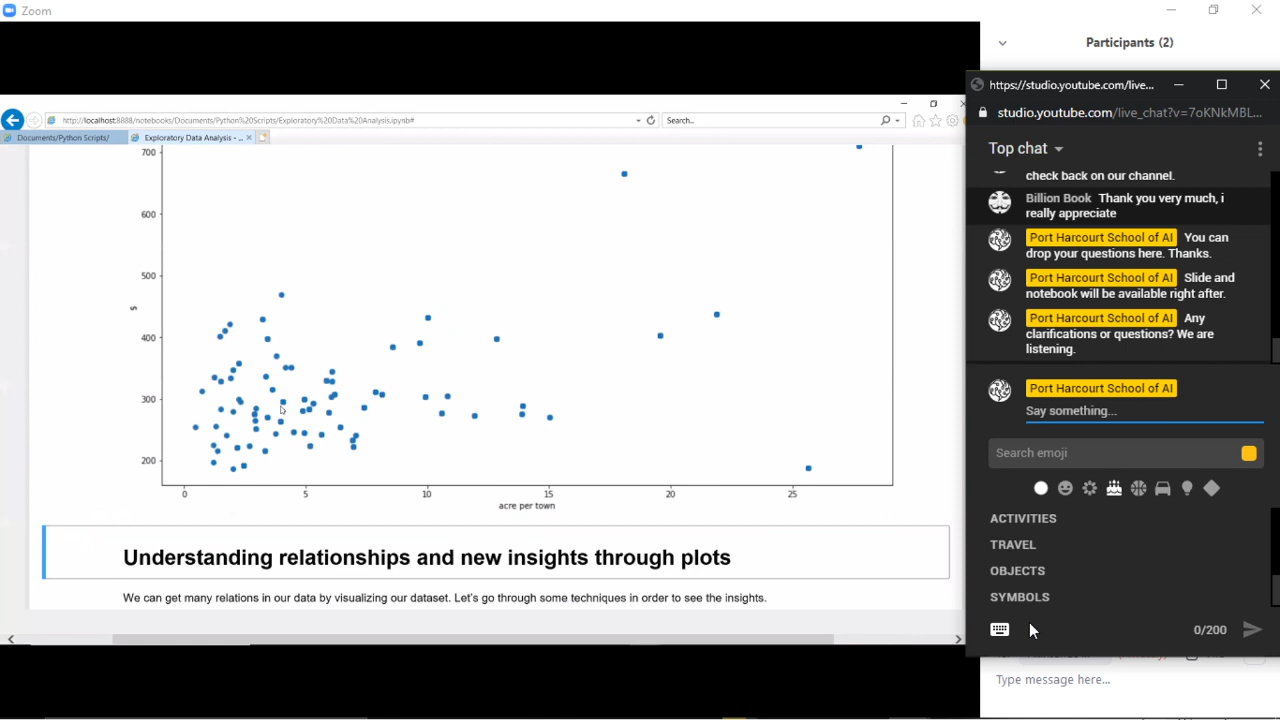 Zoom
Participants (2)
https://studio.youtube.com/live...
studio.youtube.com/live_chat?v=7oKNkMBL...
http://localhost:8888/notebooks/Documents/Python%20Scripts/Exploratory%20Data%20Analysis.ipynb#
Search...
Documents/Python Scripts/
Exploratory Data Analysis - ...
Top chat
check back on our channel.
Billion Book Thank you very much, i
really appreciate
Port Harcourt School of AI You can
drop your questions here. Thanks.
Port Harcourt School of AI Slide and
notebook will be available right after.
Port Harcourt School of AI Any
clarifications or questions? We are
listening.
Port Harcourt School of AI
Say something...
Search emoji
ACTIVITIES
TRAVEL
OBJECTS
SYMBOLS
0/200
Type message here...
700
600
500
400
300
200
$
0 5 10 15 20 25
acre per town
Understanding relationships and new insights through plots
We can get many relations in our data by visualizing our dataset. Let's go through some techniques in order to see the insights.